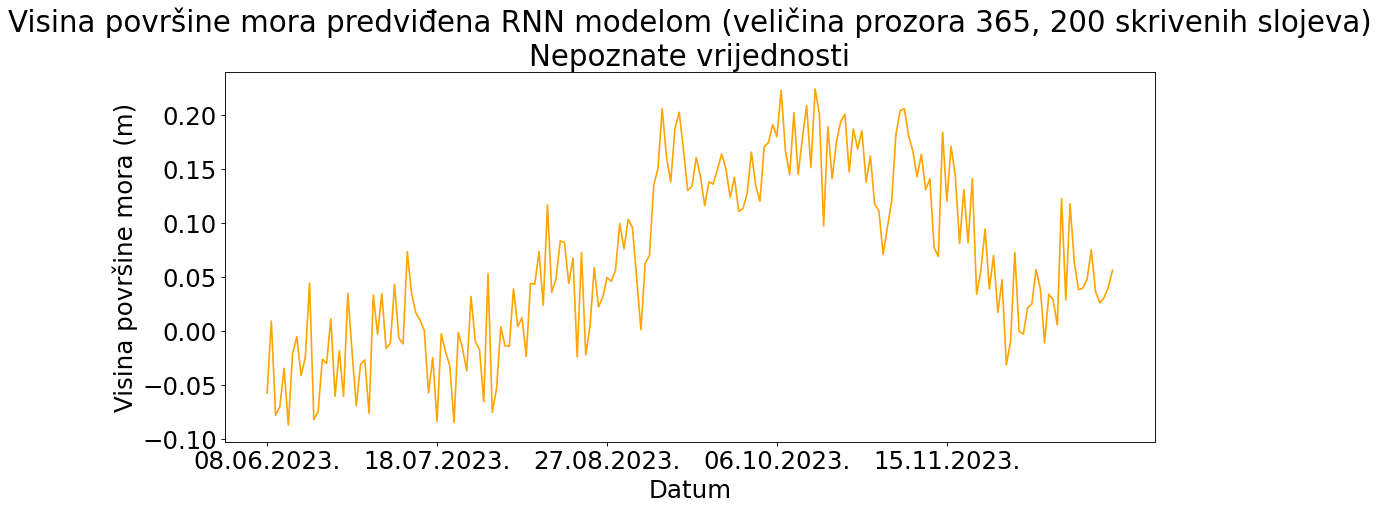 Visina površine mora predviđena RNN modelom (veličina prozora 365, 200 skrivenih slojeva)
Nepoznate vrijednosti
Visina površine mora (m)
0.20
0.15
0.10
0.05
0.00
−0.05
−0.10
08.06.2023. 18.07.2023. 27.08.2023. 06.10.2023. 15.11.2023.
Datum